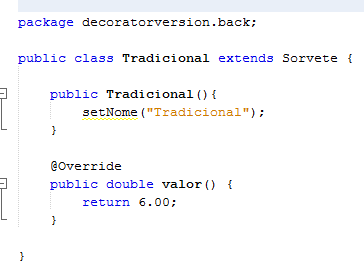 package decoratorversion.back;
public class Tradicional extends Sorvete {
public Tradicional(){
setNome("Tradicional");
}
@Override
public double valor() {
return 6.00;
}
}